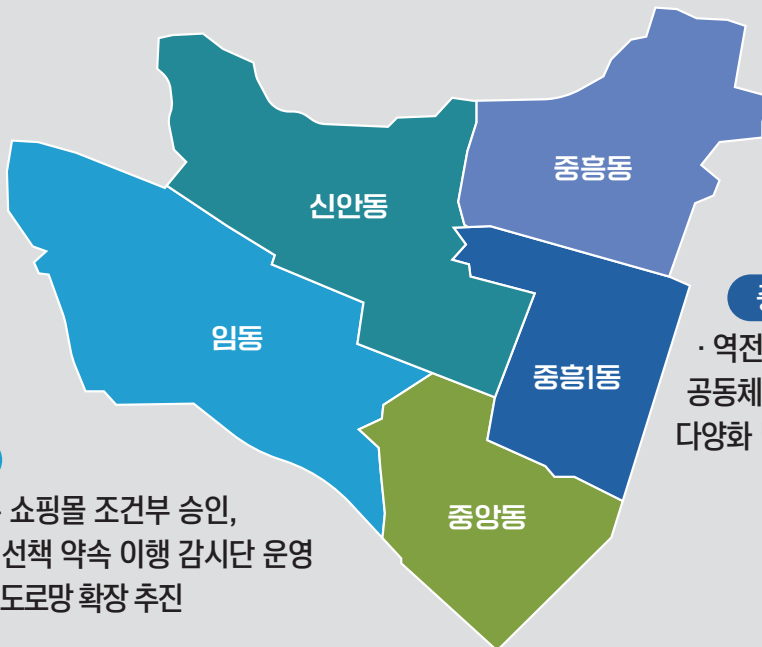 중흥동
신안동
임동
중흥1동
· 역전
공동체
다양화
중앙동
쇼핑몰 조건부 승인,
선책 약속 이행 감시단 운영
도로망 확장 추진